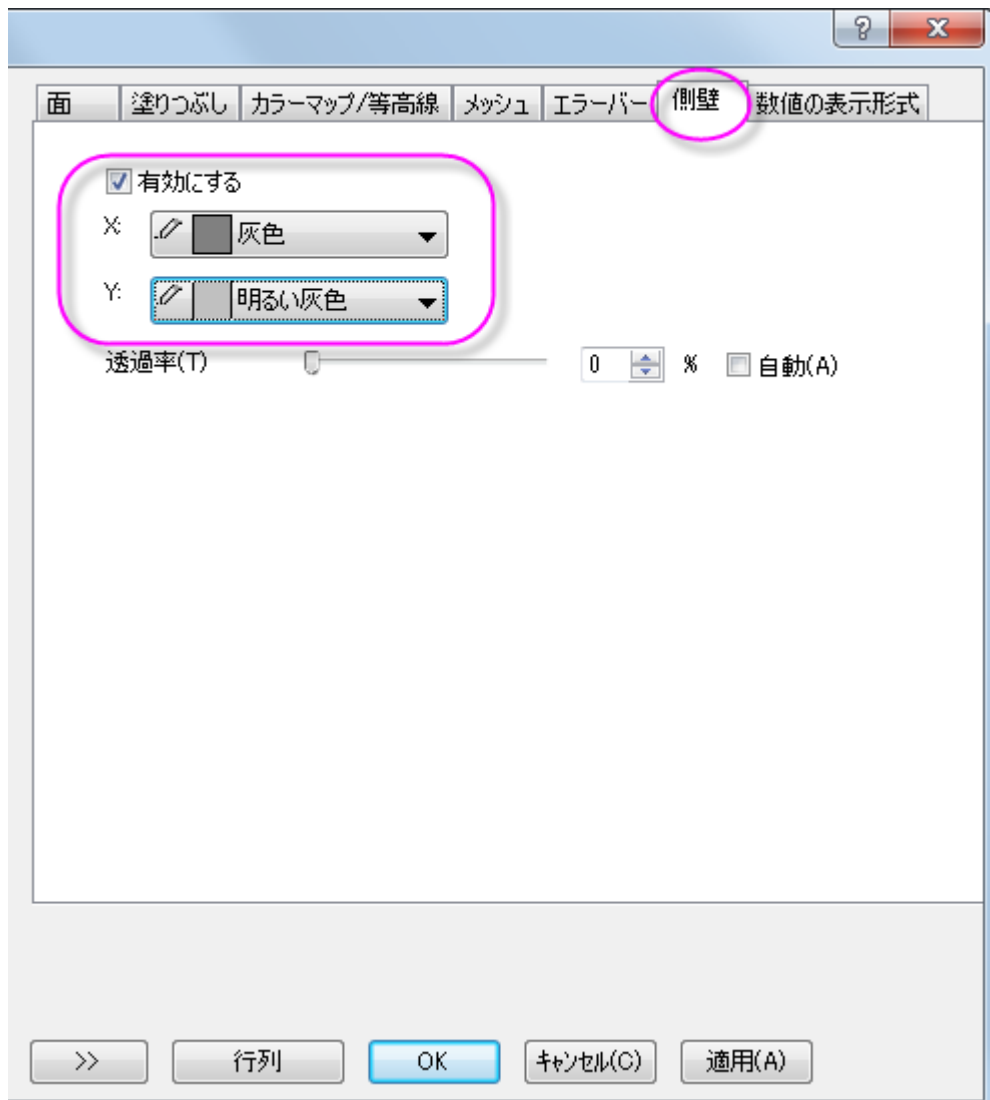 ? x
面 塗りつぶし カラーマップ/等高線 メッシュ エラーバー 側壁 数値の表示形式
有効にする
X: 灰色
Y: 明るい灰色
透過率(T) 0 % 自動(A)
>> 行列 OK キャンセル(C) 適用(A)